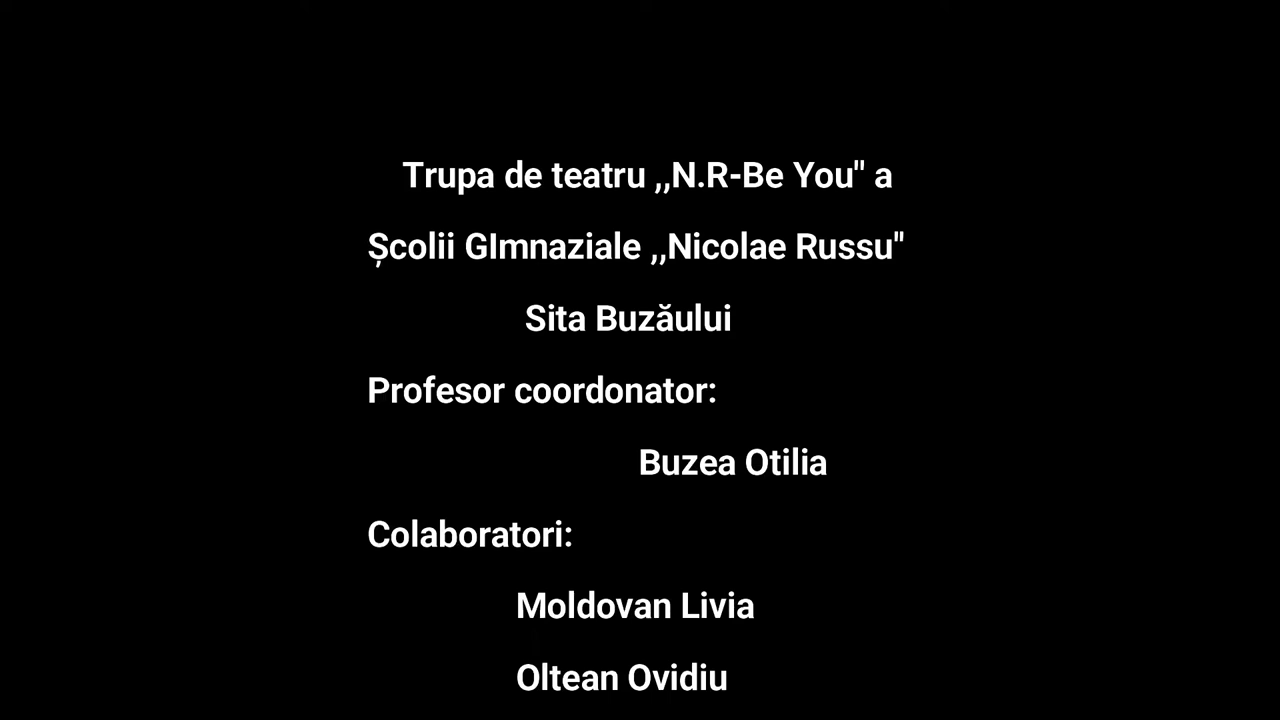 Trupa de teatru ,,N.R-Be You" a
Școlii GImnaziale ,,Nicolae Russu"
Sita Buzăului
Profesor coordonator:
Buzea Otilia
Colaboratori:
Moldovan Livia
Oltean Ovidiu